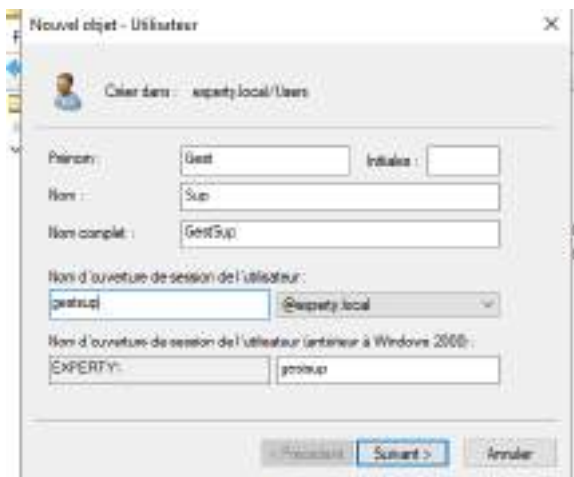 Nouvel objet - Utilisateur
Créer dans : experty.local/Users
Prénom : Gest Initiales :
Nom : Sup
Nom complet : GestSup
Nom d'ouverture de session de l'utilisateur :
gestsup @experty.local
Nom d'ouverture de session de l'utilisateur (antérieur à Windows 2000) :
EXPERTY\ gestsup
< Précédent Suivant > Annuler